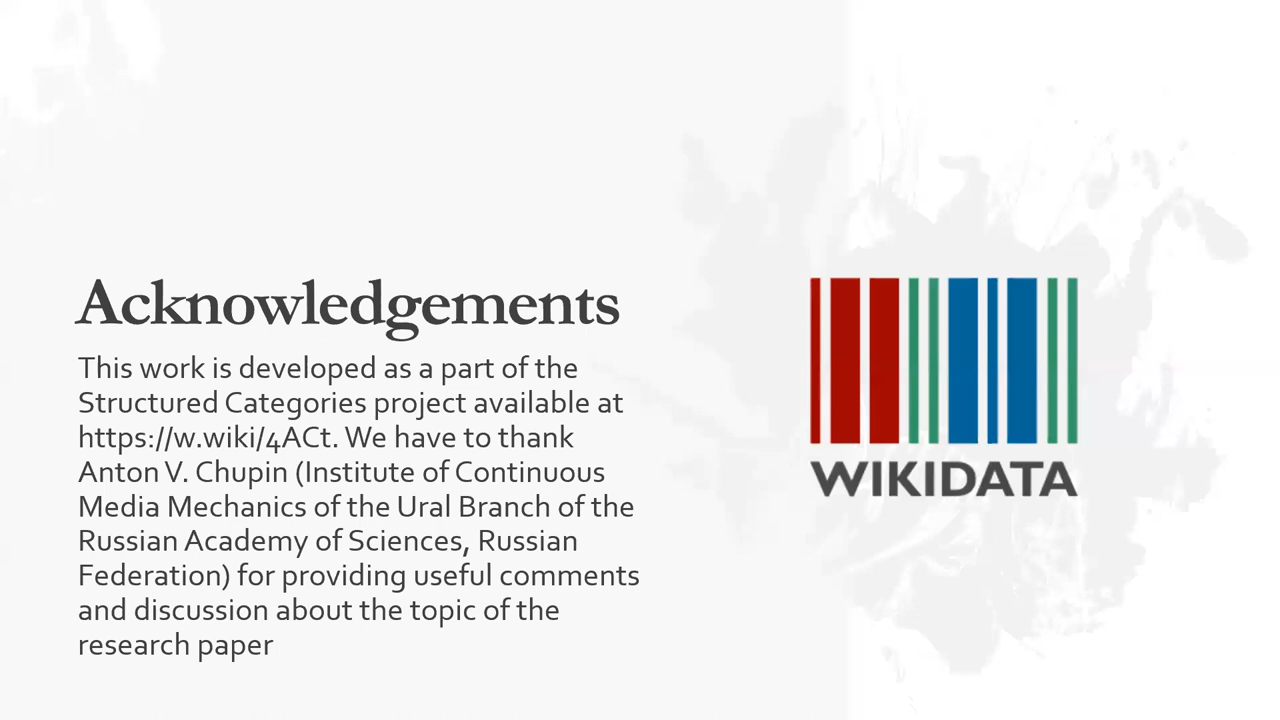 Acknowledgements
This work is developed as a part of the
Structured Categories project available at
https://w.wiki/4ACt. We have to thank
Anton V. Chupin (Institute of Continuous
Media Mechanics of the Ural Branch of the
Russian Academy of Sciences, Russian
Federation) for providing useful comments
and discussion about the topic of the
research paper
WIKIDATA